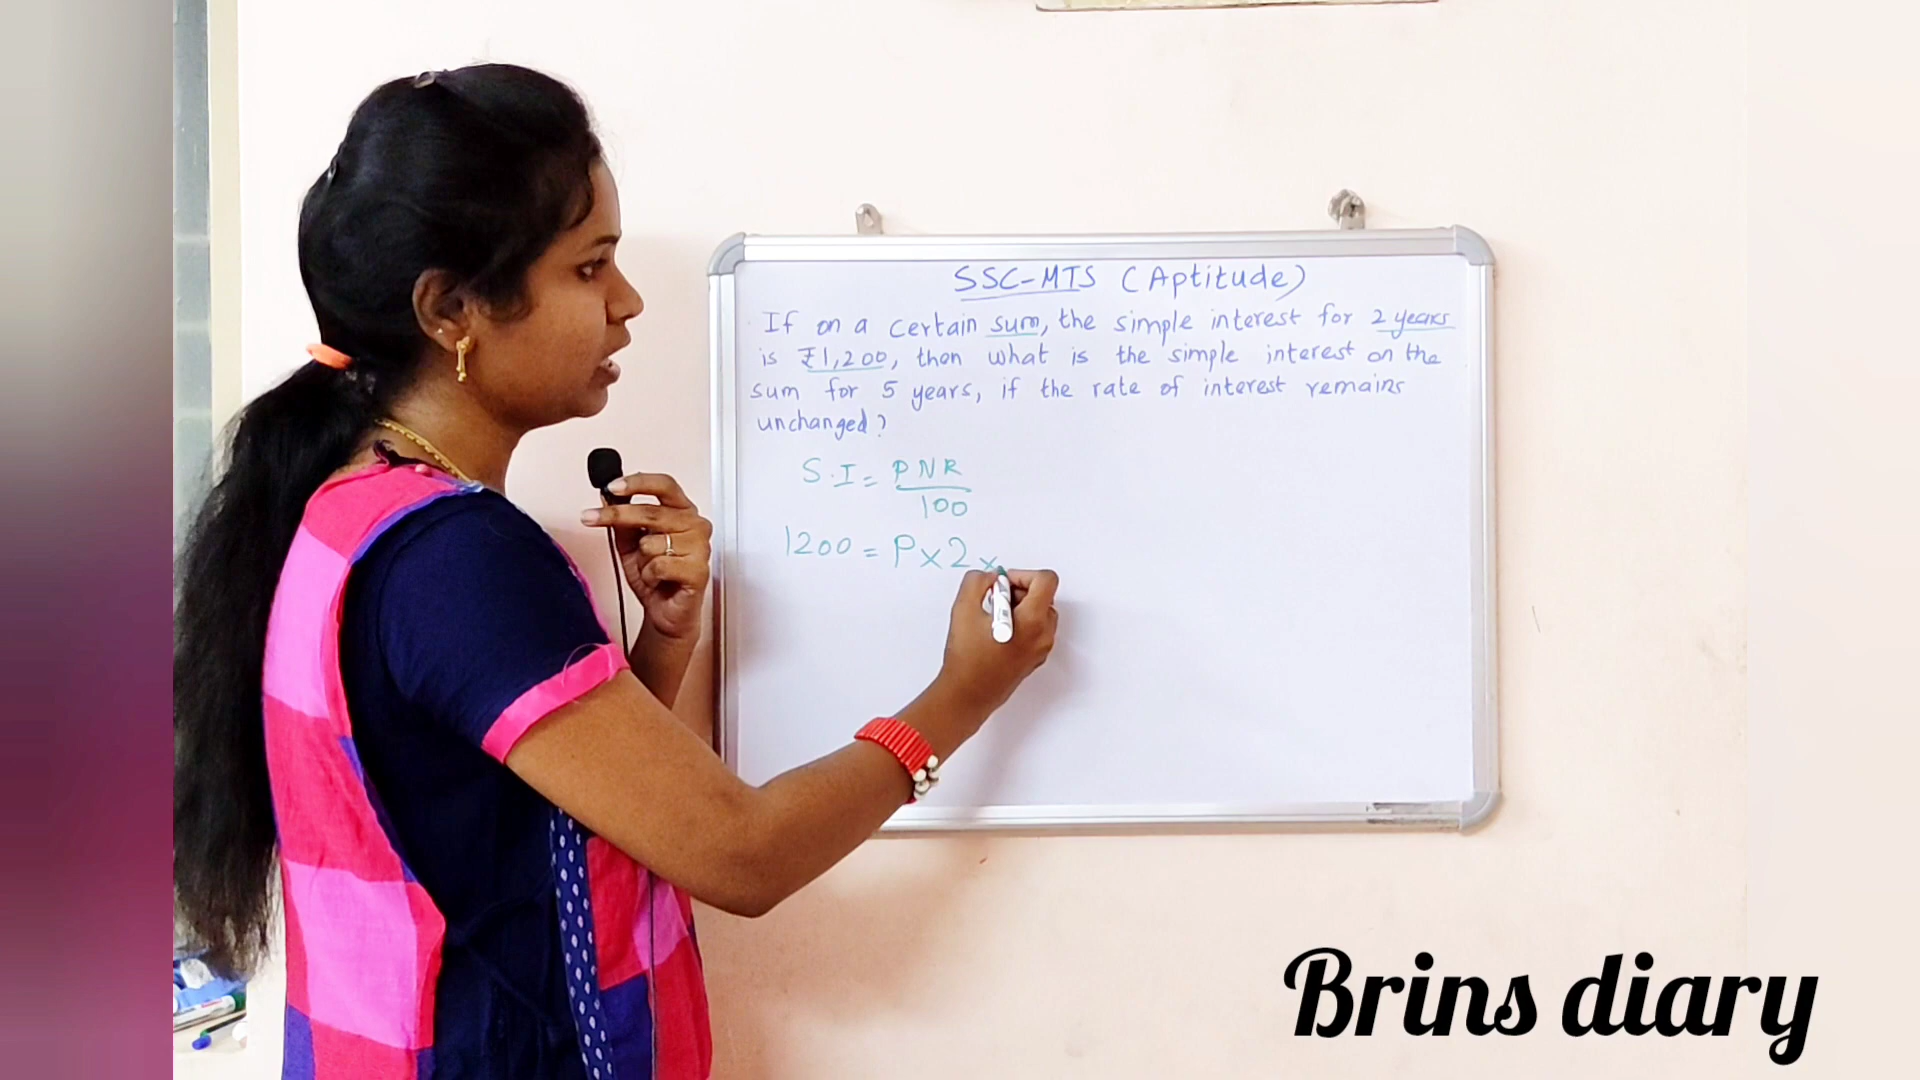 SSC-MTS (Aptitude)
If on a certain sum, the simple interest for 2 years
is ₹1,200, then what is the simple interest on the
sum for 5 years, if the rate of interest remains
unchanged?
S.I = PNR
100
1200 = P×2×
Brins diary